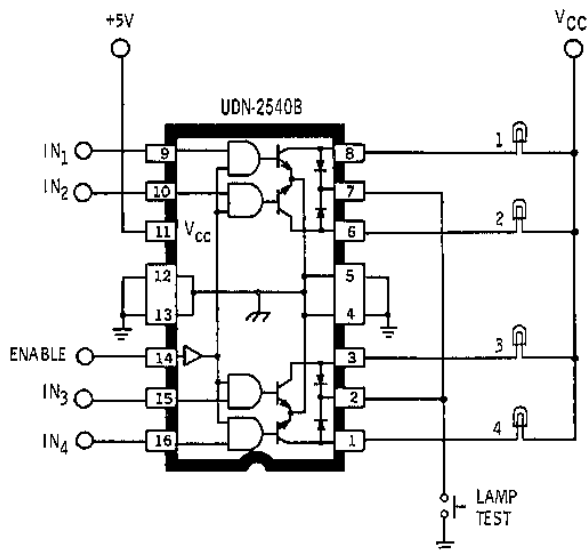 +5V
VCC
UDN-2540B
IN1
9
8
1
IN2
10
7
11
VCC
6
2
12
5
13
4
ENABLE
14
3
3
IN3
15
2
IN4
16
1
4
LAMP
TEST